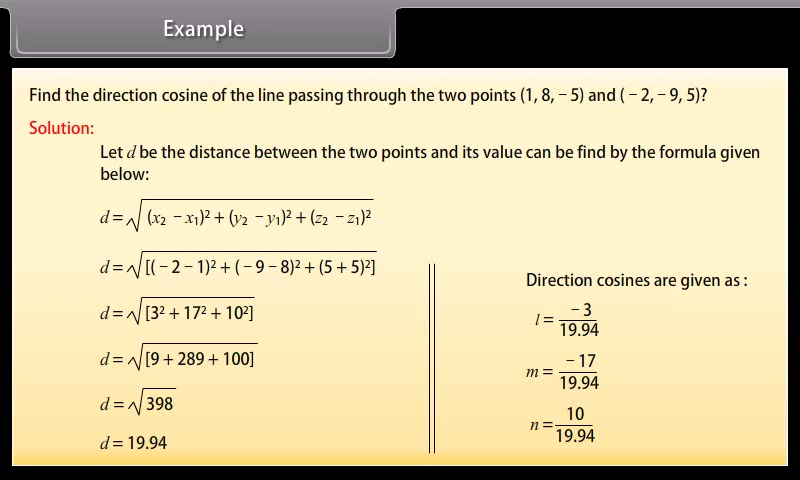 Example
Find the direction cosine of the line passing through the two points (1, 8, − 5) and ( − 2, − 9, 5)?
Solution:
Let d be the distance between the two points and its value can be find by the formula given
below:
d = √(x₂ − x₁)² + (y₂ − y₁)² + (z₂ − z₁)²
d = √[( − 2 − 1)² + ( − 9 − 8)² + (5 + 5)²]
d = √[3² + 17² + 10²]
d = √[9 + 289 + 100]
d = √398
d = 19.94
Direction cosines are given as :
l = − 3 / 19.94
m = − 17 / 19.94
n = 10 / 19.94